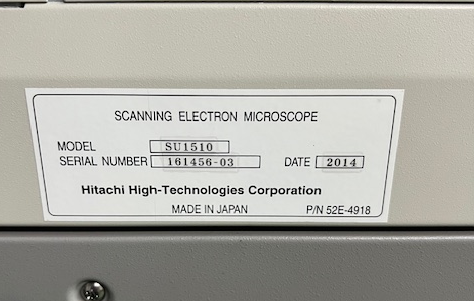 SCANNING ELECTRON MICROSCOPE
MODEL SU1510
SERIAL NUMBER 161456-03 DATE 2014
Hitachi High-Technologies Corporation
MADE IN JAPAN P/N 52E-4918